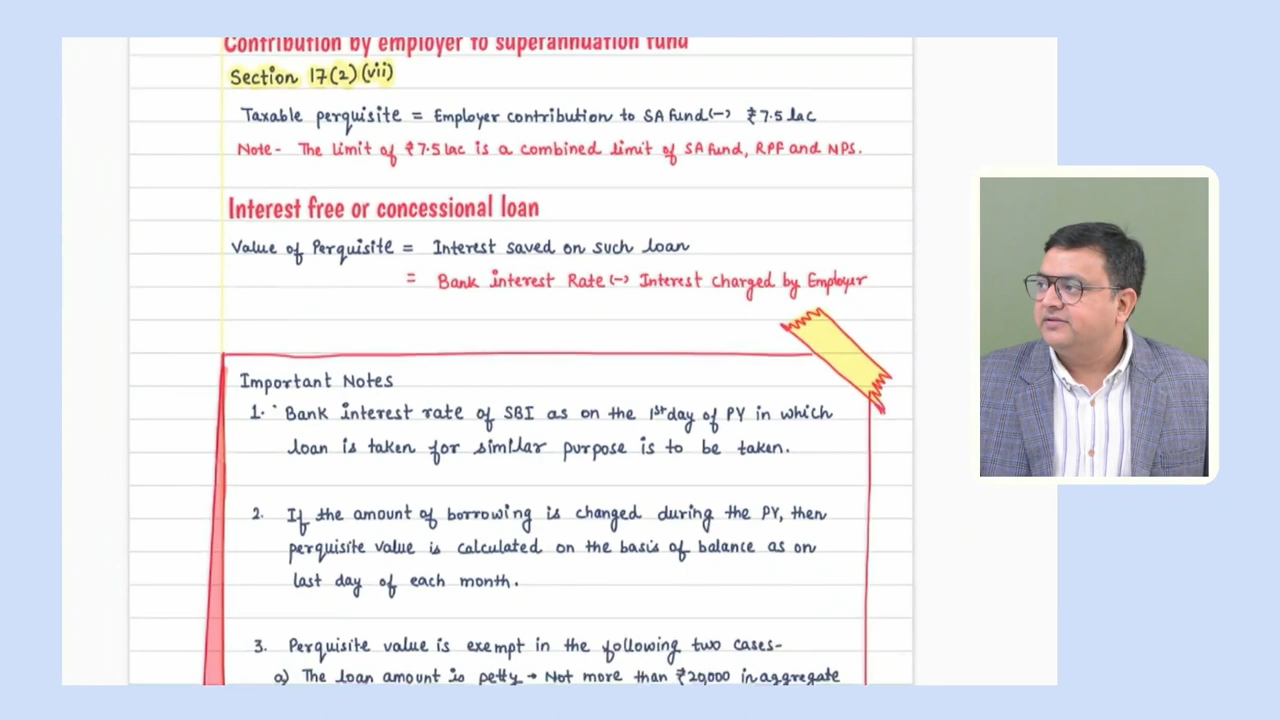 Contribution by employer to superannuation fund
Section 17(2)(vii)
Taxable perquisite = Employer contribution to SA Fund(-) ₹7.5 lac
Note- The limit of ₹7.5 lac is a combined limit of SA fund, RPF and NPS.
Interest free or concessional loan
Value of Perquisite = Interest saved on such loan
= Bank interest Rate(-) Interest charged by Employer
Important Notes
1. Bank interest rate of SBI as on the 1st day of PY in which
loan is taken for similar purpose is to be taken.
2. If the amount of borrowing is changed during the PY, then
perquisite value is calculated on the basis of balance as on
last day of each month.
3. Perquisite value is exempt in the following two cases-
a) The loan amount is petty → Not more than ₹20,000 in aggregate